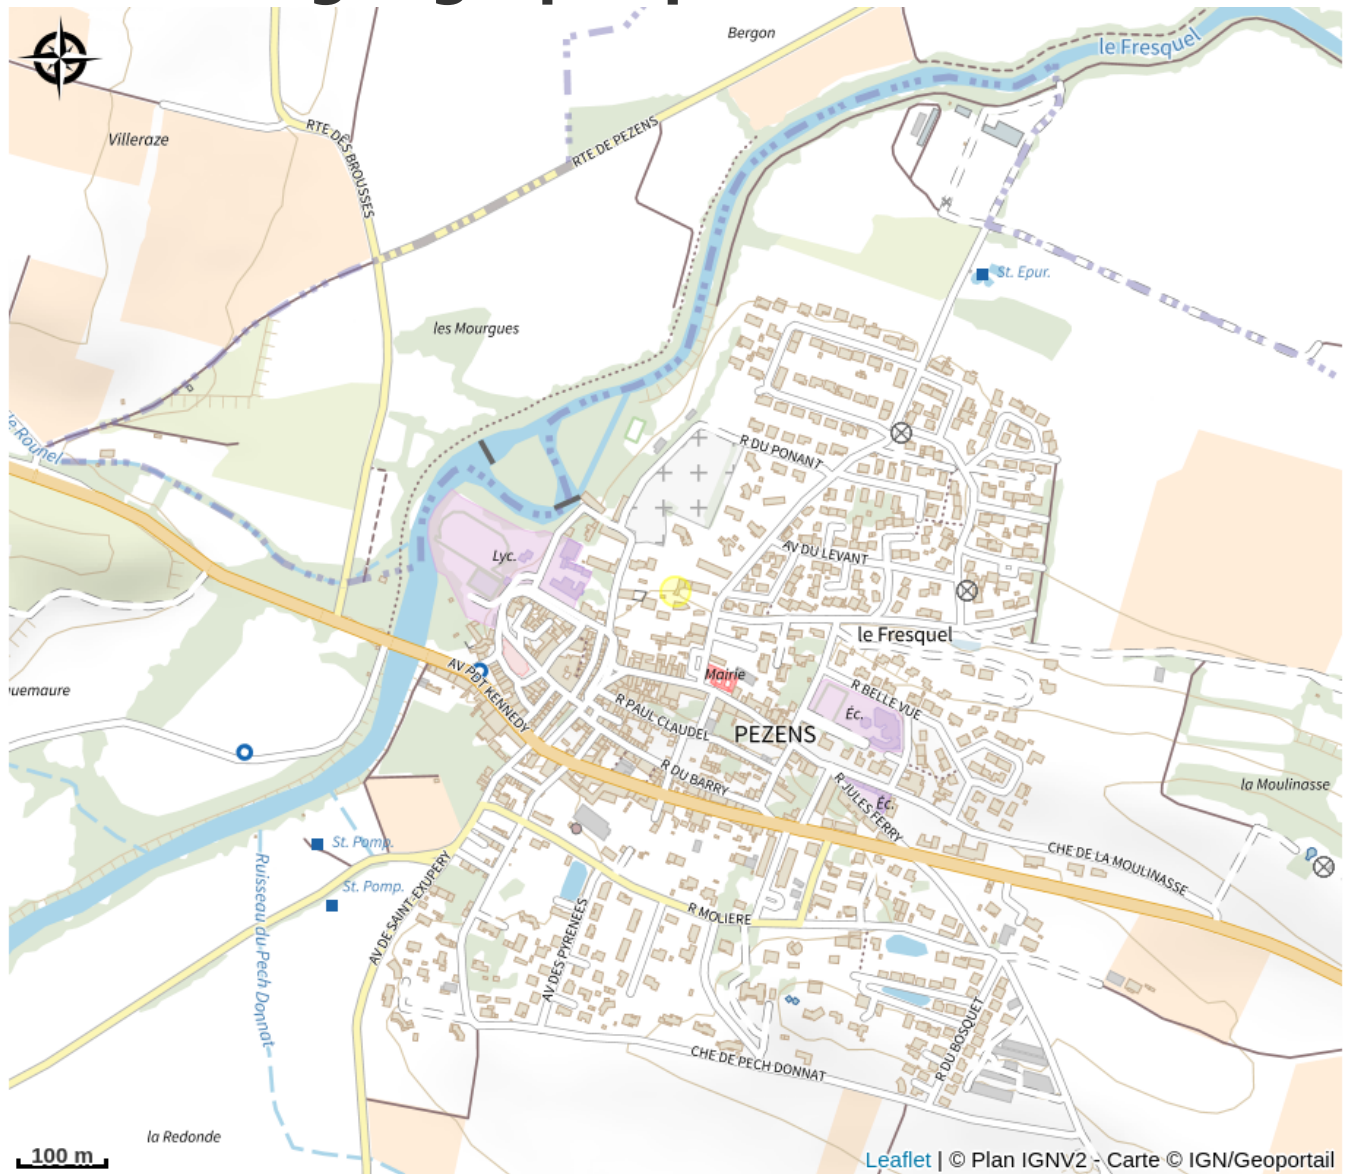 Bergon
le Fresquel
Villeraze
RTE DES BROUSSES
RTE DE PEZENS
St. Epur.
les Mourgues
R DU PONANT
Lyc.
AV DU LEVANT
le Fresquel
Mairie
AV PDT KENNEDY
R BELLE VUE
R PAUL CLAUDEL
Éc.
PEZENS
uemaure
R DU BARRY
R JULES FERRY
Éc.
la Moulinasse
St. Pomp.
CHE DE LA MOULINASSE
St. Pomp.
AV DE SAINT-EXUPÉRY
Ruisseau du Pech Donnat
R MOLIERE
AV DES PYRENEES
R DU BOSQUET
CHE DE PECH DONNAT
la Redonde
100 m
Leaflet | © Plan IGNV2 - Carte © IGN/Geoportail